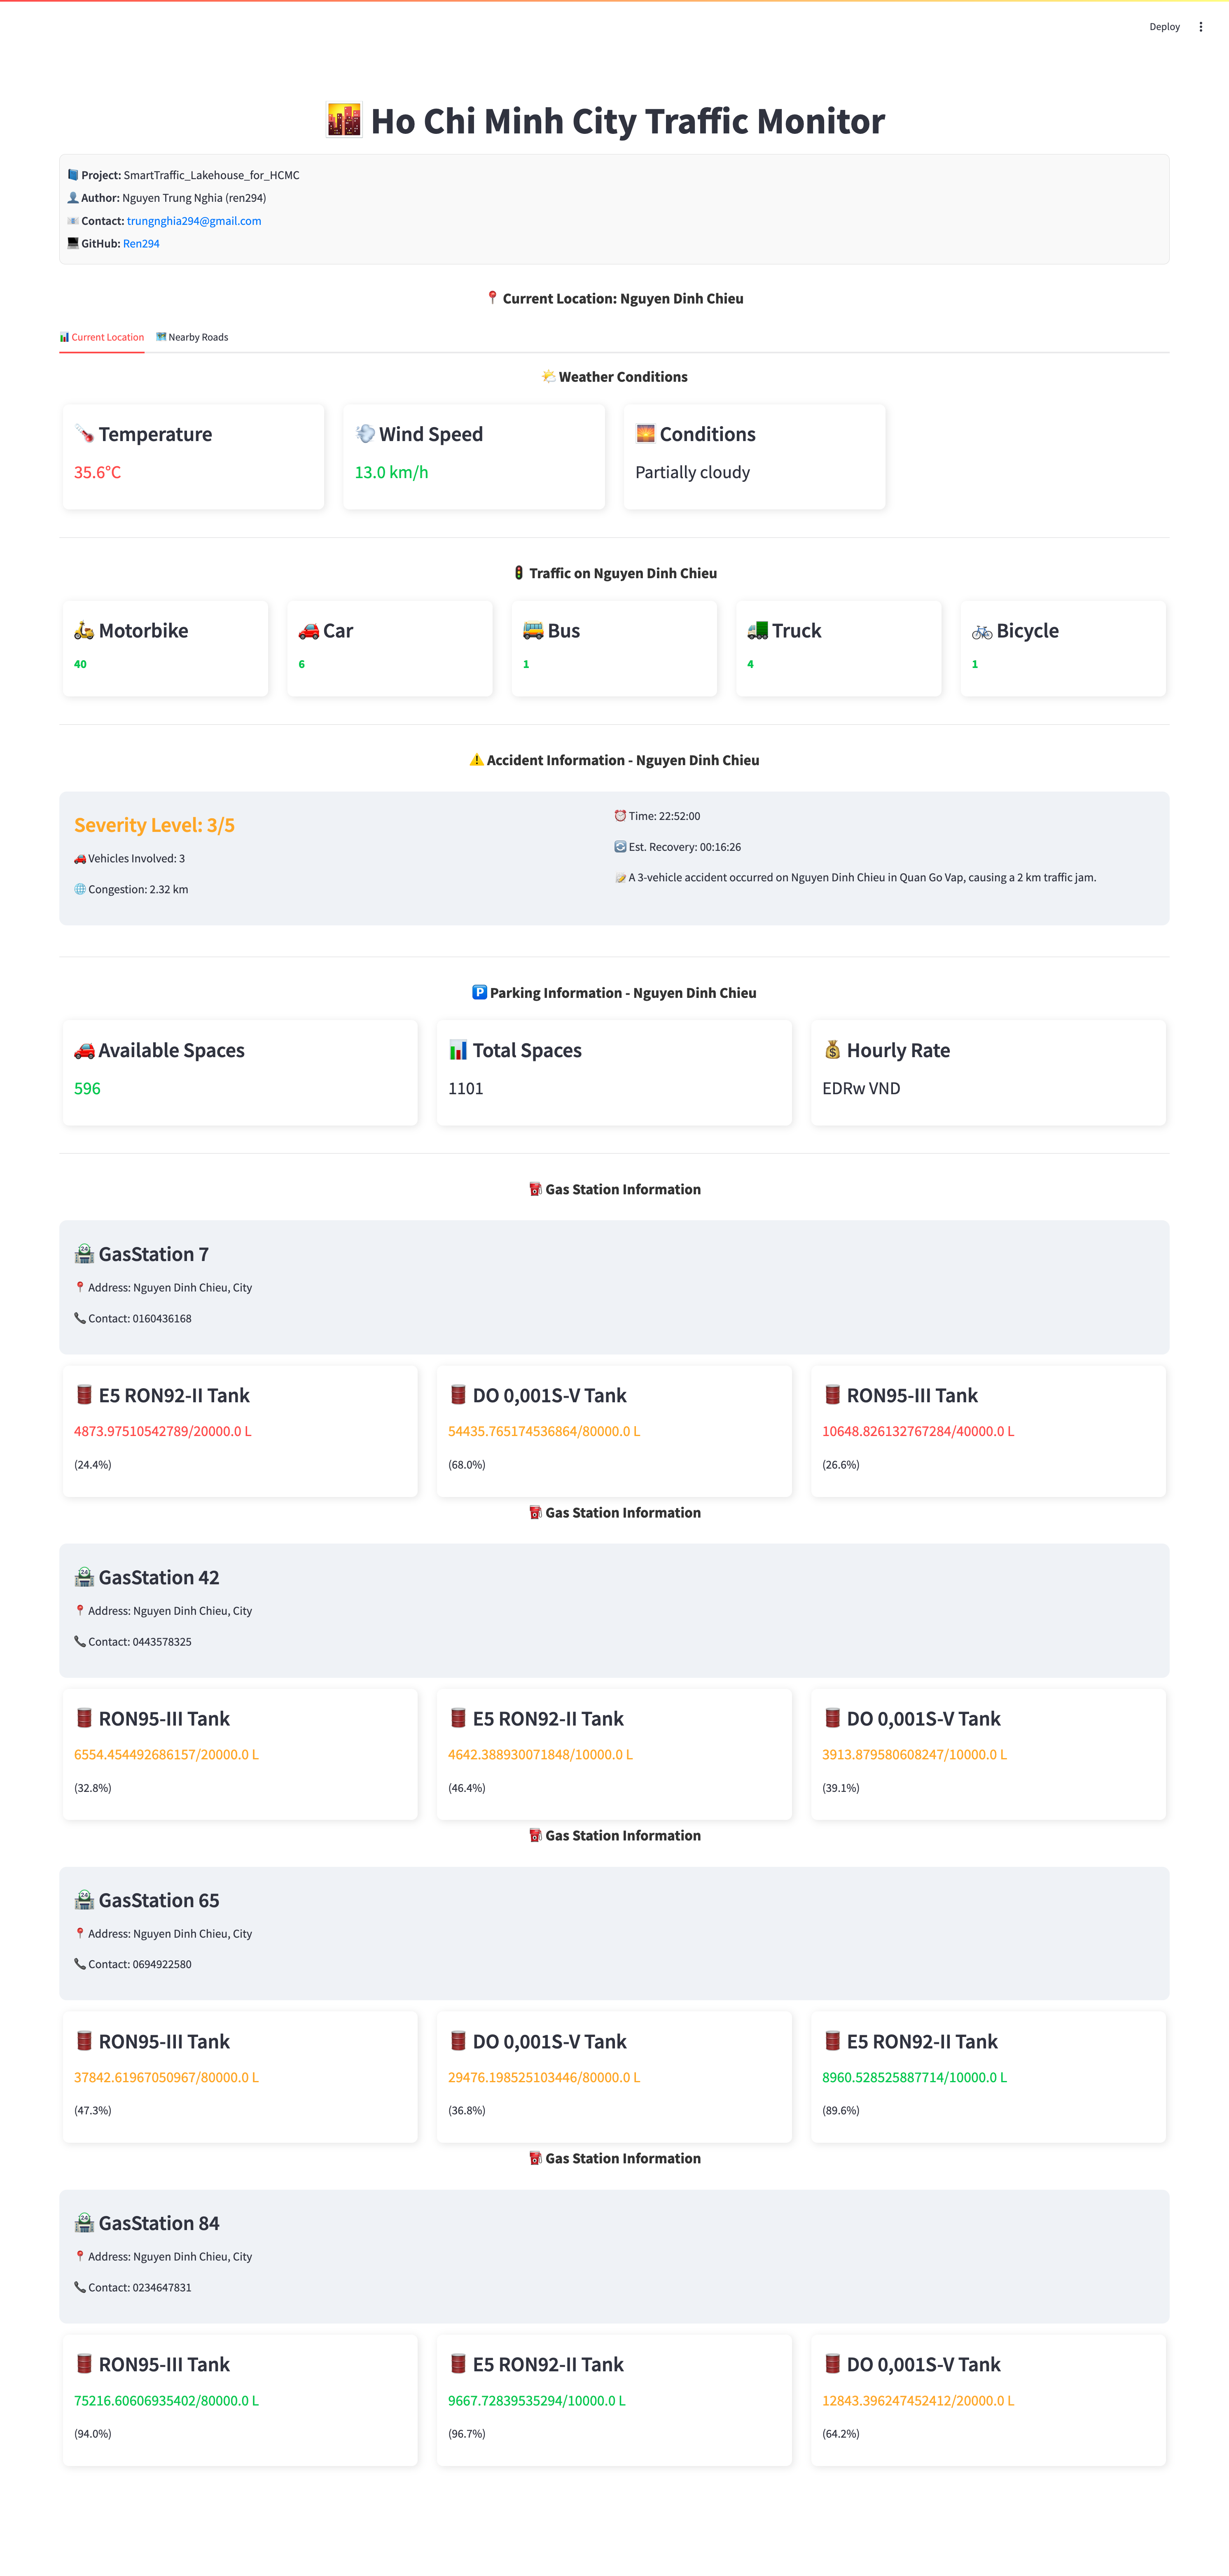 Deploy
Ho Chi Minh City Traffic Monitor
Project: SmartTraffic_Lakehouse_for_HCMC
Author: Nguyen Trung Nghia (ren294)
Contact: trungnghia294@gmail.com
GitHub: Ren294
Current Location: Nguyen Dinh Chieu
Current Location
Nearby Roads
Weather Conditions
Temperature
35.6°C
Wind Speed
13.0 km/h
Conditions
Partially cloudy
Traffic on Nguyen Dinh Chieu
Motorbike
40
Car
6
Bus
1
Truck
4
Bicycle
1
Accident Information - Nguyen Dinh Chieu
Severity Level: 3/5
Vehicles Involved: 3
Congestion: 2.32 km
Time: 22:52:00
Est. Recovery: 00:16:26
A 3-vehicle accident occurred on Nguyen Dinh Chieu in Quan Go Vap, causing a 2 km traffic jam.
Parking Information - Nguyen Dinh Chieu
Available Spaces
596
Total Spaces
1101
Hourly Rate
EDRw VND
Gas Station Information
GasStation 7
Address: Nguyen Dinh Chieu, City
Contact: 0160436168
E5 RON92-II Tank
4873.97510542789/20000.0 L
(24.4%)
DO 0,001S-V Tank
54435.765174536864/80000.0 L
(68.0%)
RON95-III Tank
10648.826132767284/40000.0 L
(26.6%)
Gas Station Information
GasStation 42
Address: Nguyen Dinh Chieu, City
Contact: 0443578325
RON95-III Tank
6554.454492686157/20000.0 L
(32.8%)
E5 RON92-II Tank
4642.388930071848/10000.0 L
(46.4%)
DO 0,001S-V Tank
3913.879580608247/10000.0 L
(39.1%)
Gas Station Information
GasStation 65
Address: Nguyen Dinh Chieu, City
Contact: 0694922580
RON95-III Tank
37842.61967050967/80000.0 L
(47.3%)
DO 0,001S-V Tank
29476.198525103446/80000.0 L
(36.8%)
E5 RON92-II Tank
8960.528525887714/10000.0 L
(89.6%)
Gas Station Information
GasStation 84
Address: Nguyen Dinh Chieu, City
Contact: 0234647831
RON95-III Tank
75216.60606935402/80000.0 L
(94.0%)
E5 RON92-II Tank
9667.72839535294/10000.0 L
(96.7%)
DO 0,001S-V Tank
12843.396247452412/20000.0 L
(64.2%)